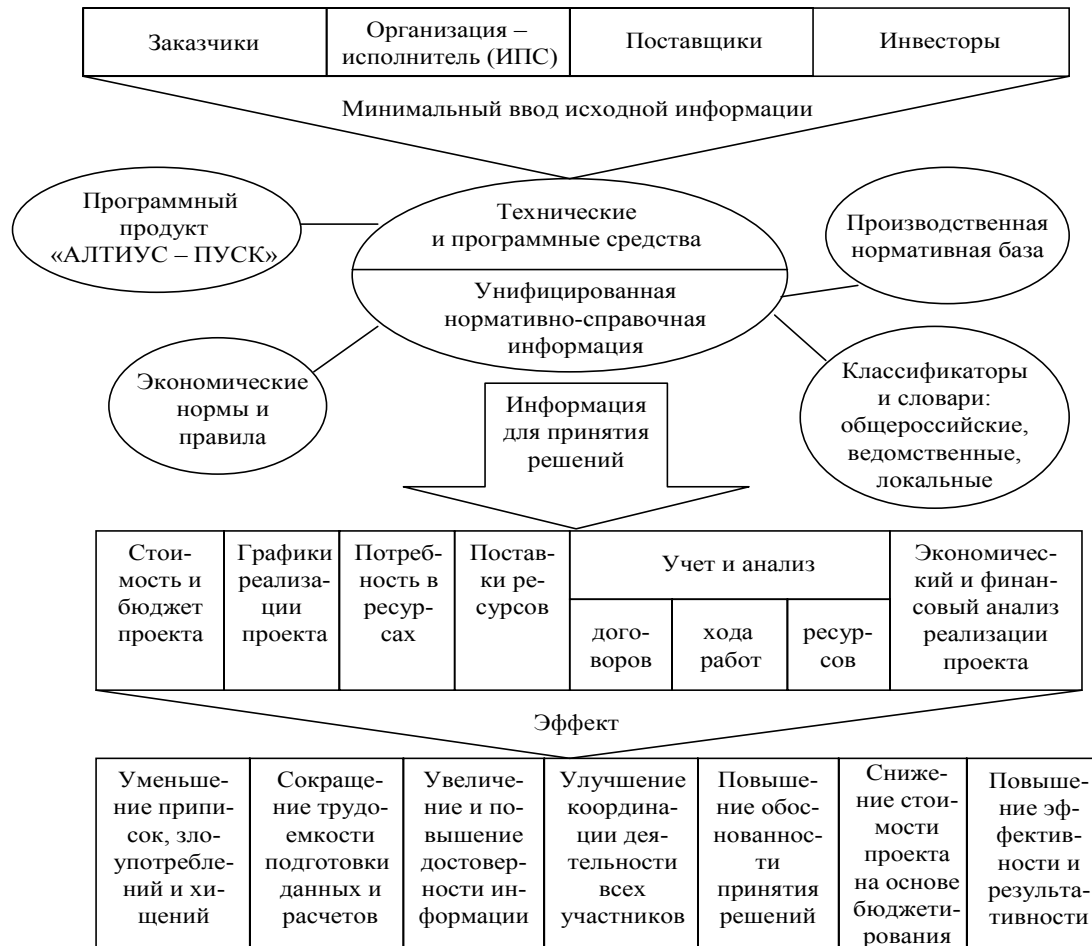 Заказчики
Организация –
исполнитель (ИПС)
Поставщики
Инвесторы
Минимальный ввод исходной информации
Программный
продукт
«АЛТИУС – ПУСК»
Технические
и программные средства
Производственная
нормативная база
Унифицированная
нормативно-справочная
информация
Экономические
нормы и
правила
Классификаторы
и словари:
общероссийские,
ведомственные,
локальные
Информация
для принятия
решений
Стои-
мость и
бюджет
проекта
Графики
реализа-
ции
проекта
Потреб-
ность в
ресур-
сах
Постав-
ки ре-
сурсов
Учет и анализ
дого-
воров
хода
работ
ресур-
сов
Экономичес-
кий и финан-
совый анализ
реализации
проекта
Эффект
Уменьше-
ние припи-
сок, зло-
употребле-
ний и хи-
щений
Сокраще-
ние трудо-
емкости
подготовки
данных и
расчетов
Увеличе-
ние и по-
вышение
достовер-
ности ин-
формации
Улучшение
координа-
ции дея-
тельности
всех
участников
Повыше-
ние обос-
нованнос-
ти
принятия
решений
Сниже-
ние стои-
мости
проекта
на основе
бюджети-
рования
Повыше-
ние эф-
фектив-
ности и
результа-
тивности